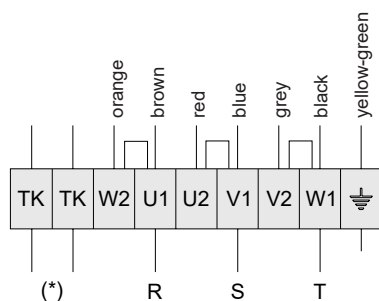 orange brown red blue grey black yellow-green
TK TK W2 U1 U2 V1 V2 W1
(*) R S T